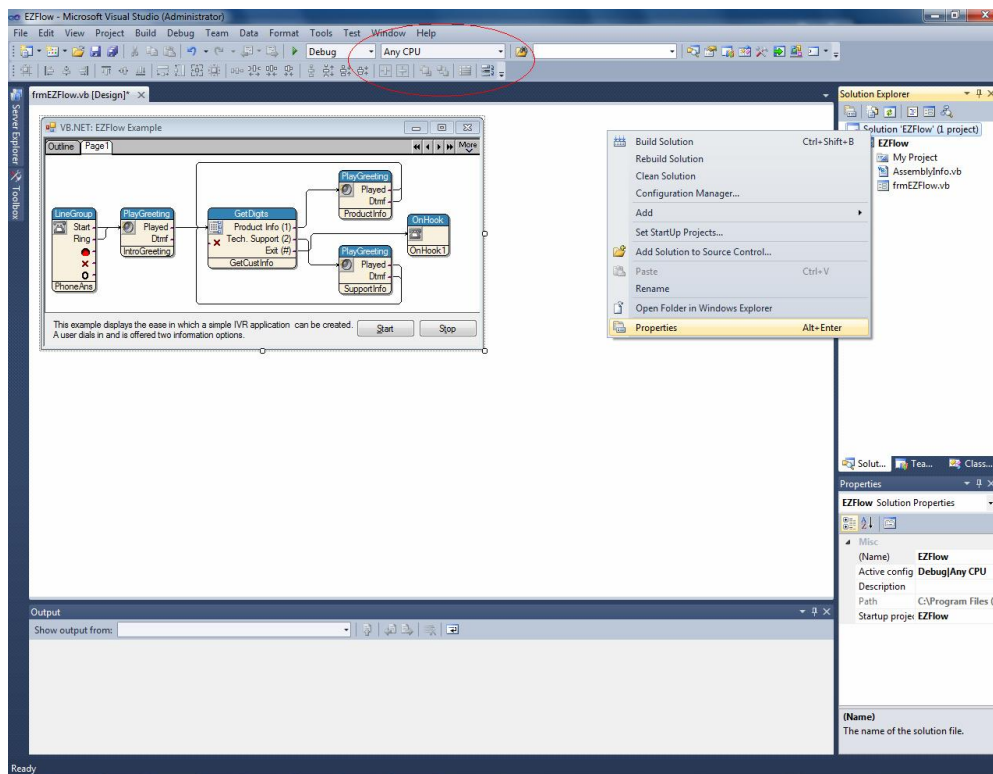 EZFlow - Microsoft Visual Studio (Administrator)
File Edit View Project Build Debug Team Data Format Tools Test Window Help
Debug Any CPU
frmEZFlow.vb [Design]*
Server Explorer
Toolbox
VB.NET: EZFlow Example
Outline Page1 More
LineGroup
Start
Ring
PhoneAns
PlayGreeting
Played
Dtmf
IntroGreeting
GetDigits
Product Info (1)
Tech. Support (2)
Exit (#)
GetCustInfo
PlayGreeting
Played
Dtmf
ProductInfo
PlayGreeting
Played
Dtmf
SupportInfo
OnHook
OnHook1
This example displays the ease in which a simple IVR application can be created.
A user dials in and is offered two information options.
Start Stop
Build Solution Ctrl+Shift+B
Rebuild Solution
Clean Solution
Configuration Manager...
Add
Set StartUp Projects...
Add Solution to Source Control...
Paste Ctrl+V
Rename
Open Folder in Windows Explorer
Properties Alt+Enter
Solution Explorer
Solution 'EZFlow' (1 project)
EZFlow
My Project
AssemblyInfo.vb
frmEZFlow.vb
Solut... Tea... Class...
Properties
EZFlow Solution Properties
Misc
(Name) EZFlow
Active config Debug|Any CPU
Description
Path C:\Program Files (
Startup projec EZFlow
(Name)
The name of the solution file.
Output
Show output from:
Ready